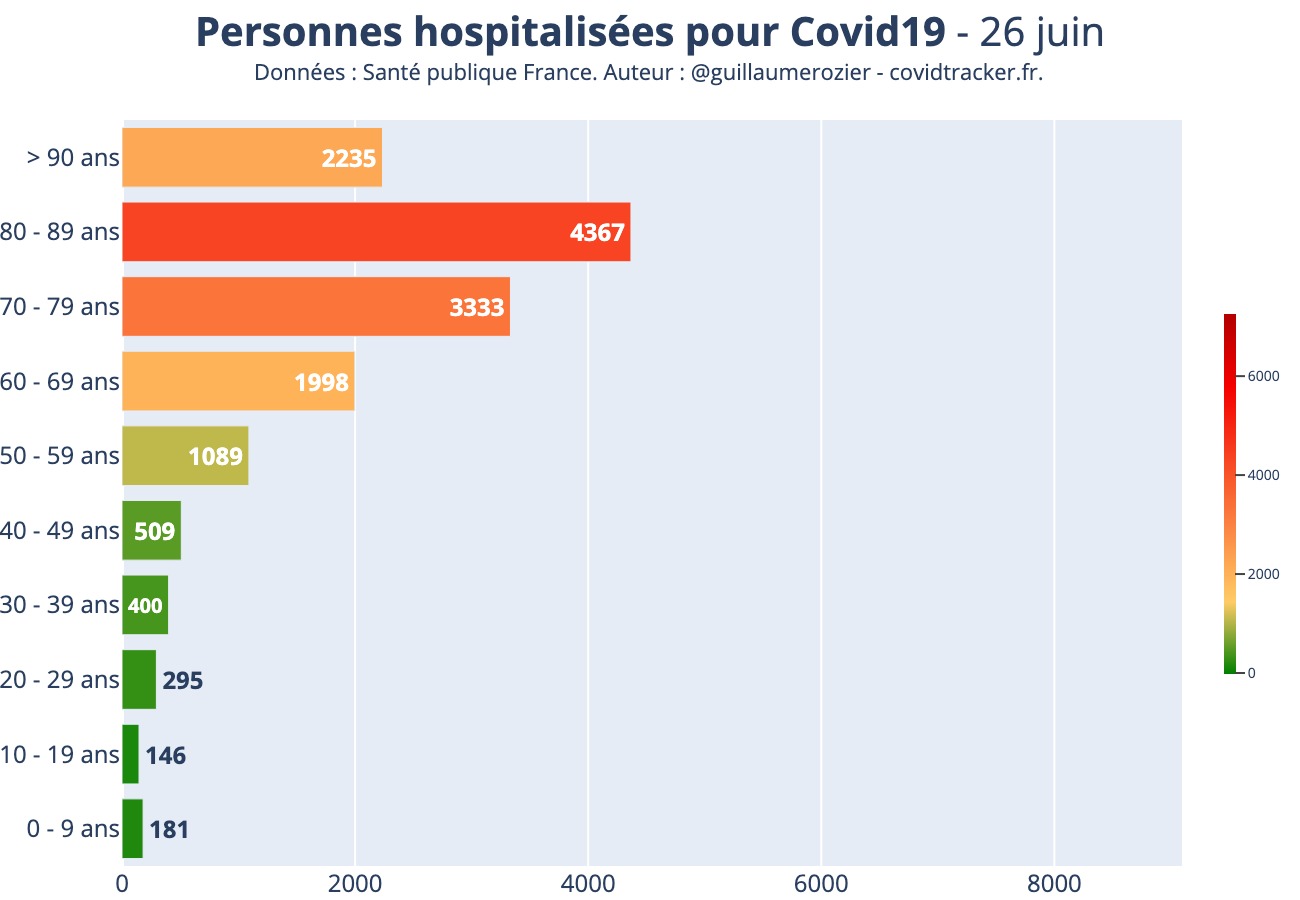 Personnes hospitalisées pour Covid19 - 26 juin
Données : Santé publique France. Auteur : @guillaumerozier - covidtracker.fr.
> 90 ans 2235
80 - 89 ans 4367
70 - 79 ans 3333
60 - 69 ans 1998
50 - 59 ans 1089
40 - 49 ans 509
30 - 39 ans 400
20 - 29 ans 295
10 - 19 ans 146
0 - 9 ans 181
0 2000 4000 6000 8000
6000
4000
2000
0